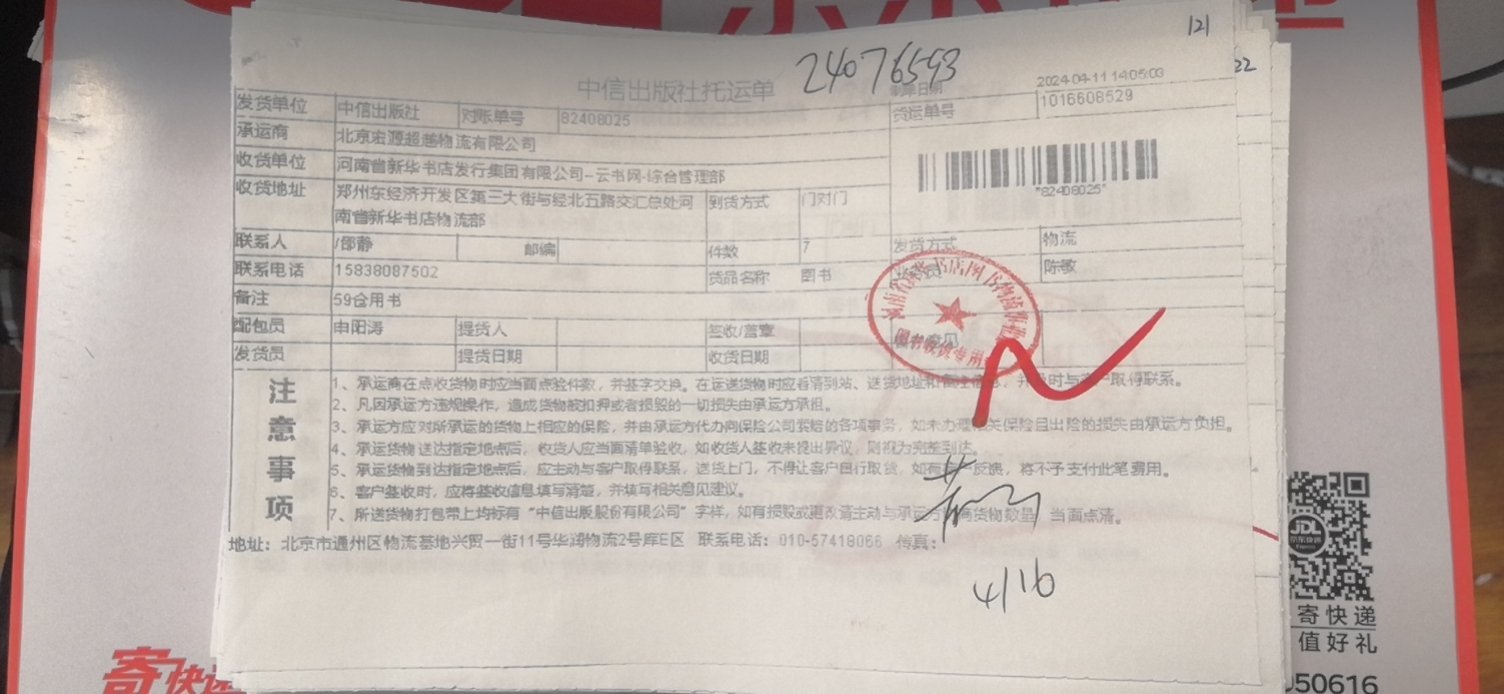 121
22
24076593
中信出版社托运单
制单日期 2024-04-11 14:05:03
发货单位 中信出版社 对账单号 82408025 货运单号 1016608529
承运商 北京宏源超越物流有限公司
收货单位 河南省新华书店发行集团有限公司-云书网-综合管理部
*82408025*
收货地址 郑州东经济开发区第三大街与经北五路交汇总处河南省新华书店物流部 到货方式 门对门
联系人 /邵静 邮编 件数 7 发货方式 物流
联系电话 15838087502 货品名称 图书 陈敏
备注 59仓用书
配包员 申阳涛 提货人 签收/盖章 意见
发货员 提货日期 收货日期
注意事项
1、承运商在点收货物时应当面点验件数，并签字交换。在运送货物时应看清到站、送货地址和备注信息，并及时与客户取得联系。
2、凡因承运方违规操作，造成货物被扣押或者损毁的一切损失由承运方承担。
3、承运方应对所承运的货物上相应的保险，并由承运方代办向保险公司索赔的各项事务，如未办理相关保险且出险的损失由承运方负担。
4、承运货物送达指定地点后，收货人应当面清单验收，如收货人签收未提出异议，则视为完整到达。
5、承运货物到达指定地点后，应主动与客户取得联系，送货上门，不得让客户自行取货，如有客户反馈，将不予支付此笔费用。
6、客户签收时，应将签收信息填写清楚，并填写相关意见建议。
7、所送货物打包带上均标有“中信出版股份有限公司”字样，如有损毁或更改请主动与承运方协商货物数量，当面点清。
地址：北京市通州区物流基地兴贸一街11号华润物流2号库E区 联系电话：010-57418066 传真：
4/16
寄快递
值好礼
050616
寄快递